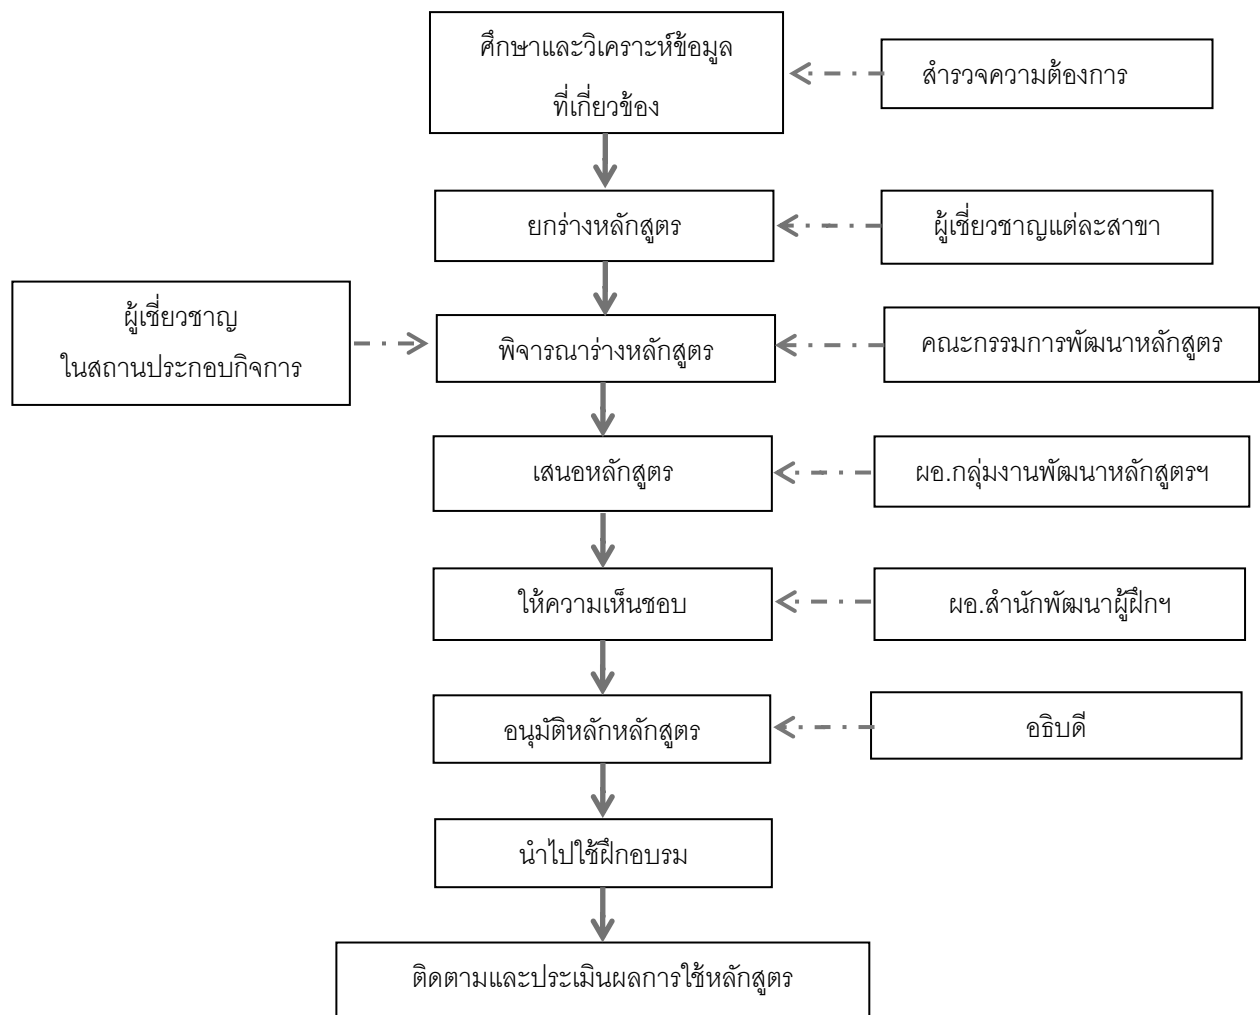 ศึกษาและวิเคราะห์ข้อมูล
ที่เกี่ยวข้อง
สำรวจความต้องการ
ยกร่างหลักสูตร
ผู้เชี่ยวชาญแต่ละสาขา
ผู้เชี่ยวชาญ
ในสถานประกอบกิจการ
พิจารณาร่างหลักสูตร
คณะกรรมการพัฒนาหลักสูตร
เสนอหลักสูตร
ผอ.กลุ่มงานพัฒนาหลักสูตรฯ
ให้ความเห็นชอบ
ผอ.สำนักพัฒนาผู้ฝึกฯ
อนุมัติหลักหลักสูตร
อธิบดี
นำไปใช้ฝึกอบรม
ติดตามและประเมินผลการใช้หลักสูตร